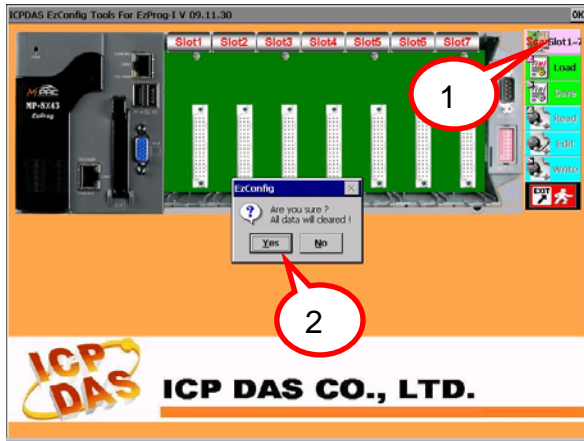 ICPDAS EzConfig Tools For EzProg-I V 09.11.30
OK
Slot1
Slot2
Slot3
Slot4
Slot5
Slot6
Slot7
Slot1~7
1
Load
Save
Read
Edit
Write
EXIT
MP-8X43
EzProg
EzConfig
Are you sure ?
All data will cleared !
Yes
No
2
ICP
DAS
ICP DAS CO., LTD.